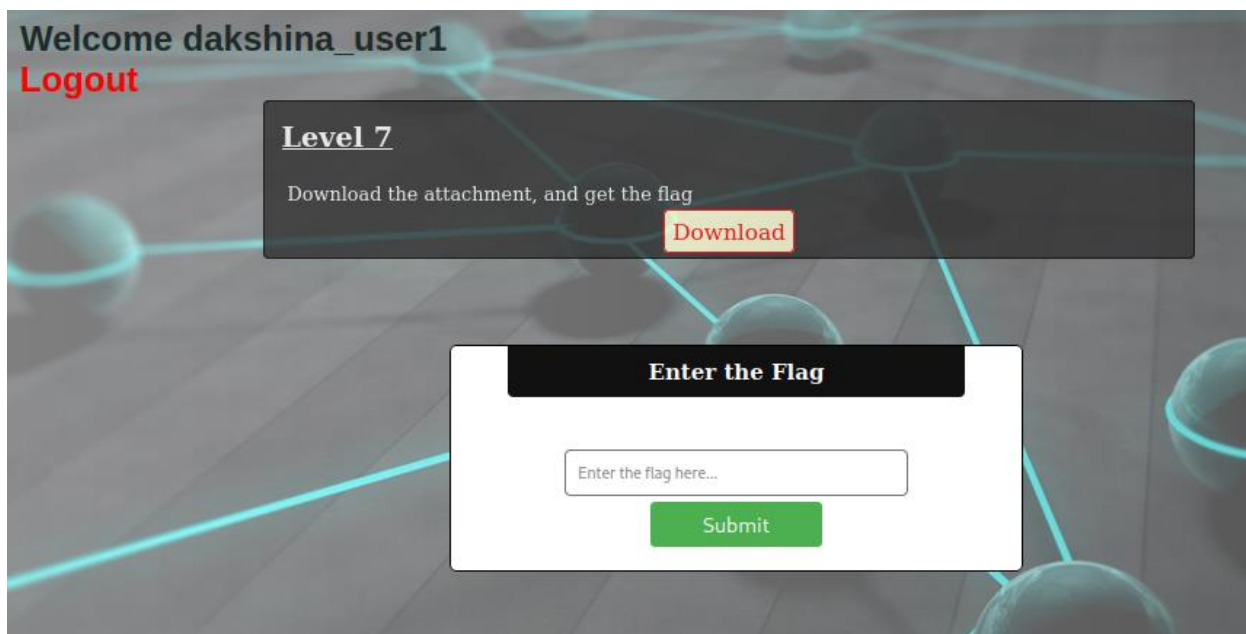 Welcome dakshina_user1
Logout
Level 7
Download the attachment, and get the flag
Download
Enter the Flag
Enter the flag here...
Submit